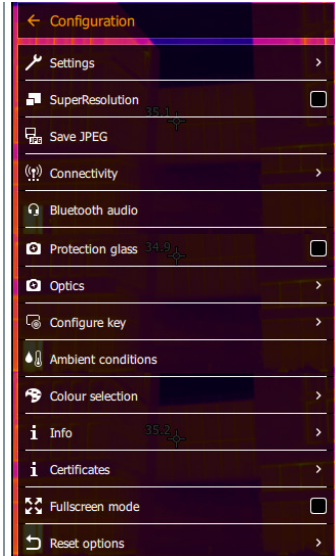 Configuration
Settings
SuperResolution
35.1
Save JPEG
Connectivity
Bluetooth audio
Protection glass
34.9
Optics
Configure key
Ambient conditions
Colour selection
Info
35.2
Certificates
Fullscreen mode
Reset options